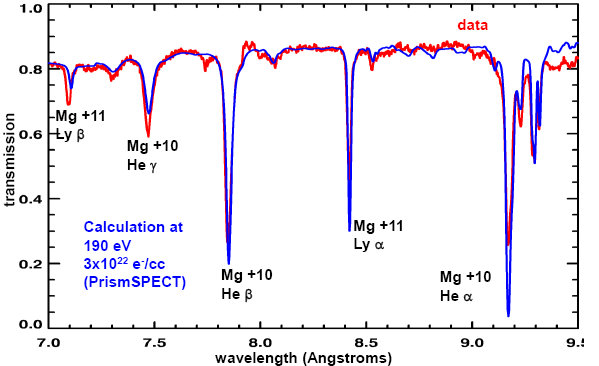 1.0
data
0.8
Mg +11
Ly β
Mg +10
He γ
0.6
transmission
0.4
Calculation at
190 eV
3x10²² e⁻/cc
(PrismSPECT)
Mg +11
Ly α
0.2
Mg +10
He β
Mg +10
He α
0.0
7.0 7.5 8.0 8.5 9.0 9.5
wavelength (Angstroms)